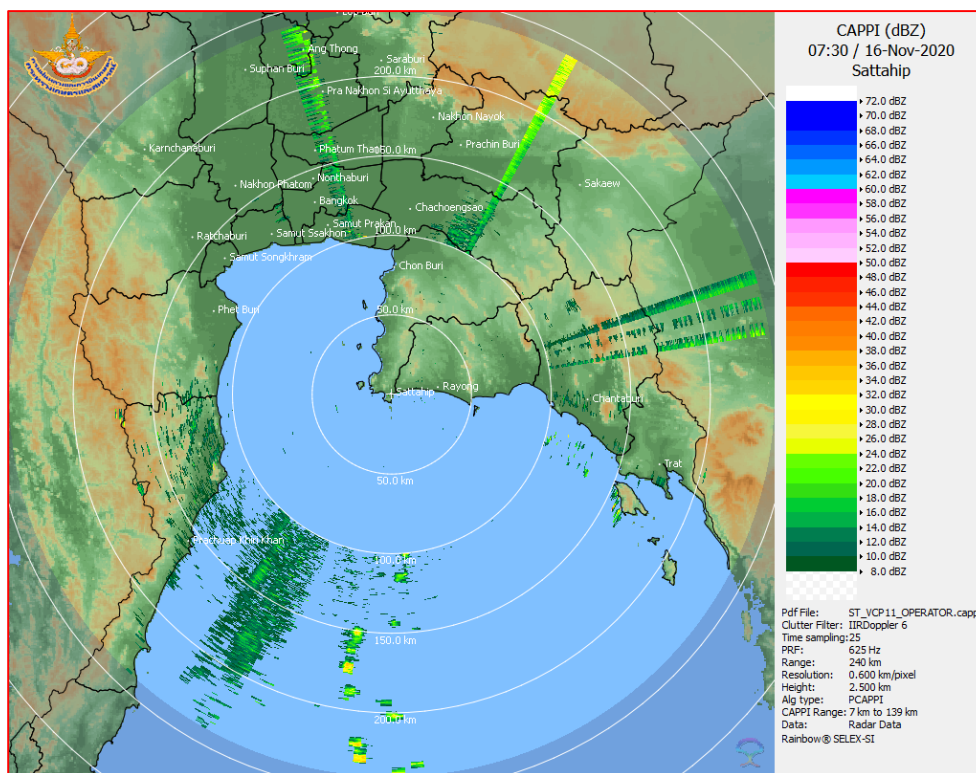 Ang Thong
Saraburi
Suphan Buri
200.0 km
Pra Nakhon Si Ayutthaya
Nakhon Nayok
Karnchanaburi
Phatum Thani
150.0 km
Prachin Buri
Nonthaburi
Nakhon Phatom
Sakaew
Bangkok
Chachoengsao
Samut Prakan
Ratchaburi
Samut Ssakhon
100.0 km
Samut Songkhram
Chon Buri
Phet Buri
50.0 km
Sattahip
Rayong
Chantaburi
Trat
50.0 km
Prachuap Khiri Khan
100.0 km
150.0 km
200.0 km
CAPPI (dBZ)
07:30 / 16-Nov-2020
Sattahip
72.0 dBZ
70.0 dBZ
68.0 dBZ
66.0 dBZ
64.0 dBZ
62.0 dBZ
60.0 dBZ
58.0 dBZ
56.0 dBZ
54.0 dBZ
52.0 dBZ
50.0 dBZ
48.0 dBZ
46.0 dBZ
44.0 dBZ
42.0 dBZ
40.0 dBZ
38.0 dBZ
36.0 dBZ
34.0 dBZ
32.0 dBZ
30.0 dBZ
28.0 dBZ
26.0 dBZ
24.0 dBZ
22.0 dBZ
20.0 dBZ
18.0 dBZ
16.0 dBZ
14.0 dBZ
12.0 dBZ
10.0 dBZ
8.0 dBZ
Pdf File: ST_VCP11_OPERATOR.capp
Clutter Filter: IIRDoppler 6
Time sampling:25
PRF: 625 Hz
Range: 240 km
Resolution: 0.600 km/pixel
Height: 2.500 km
Alg type: PCAPPI
CAPPI Range: 7 km to 139 km
Data: Radar Data
Rainbow® SELEX-SI